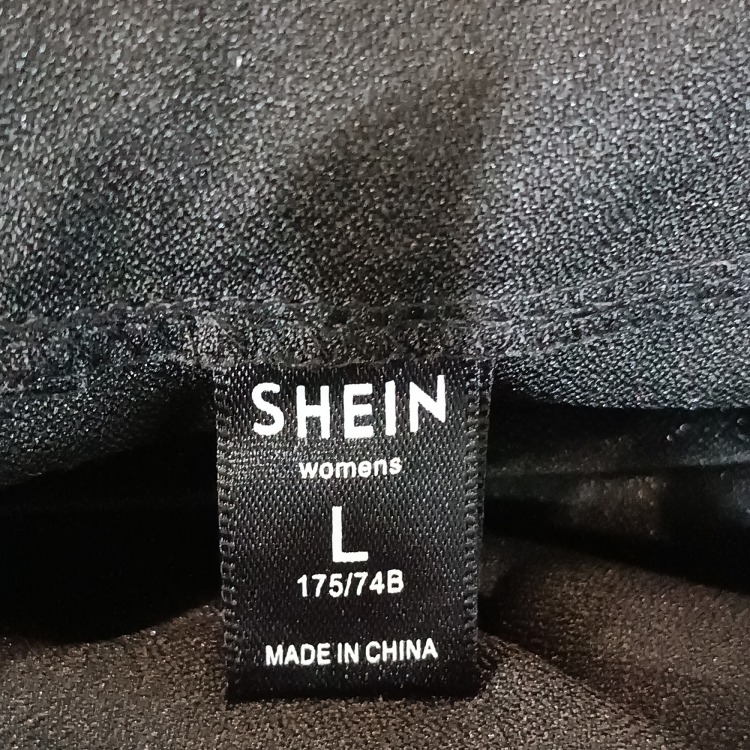 SHEIN
womens
L
175/74B
MADE IN CHINA